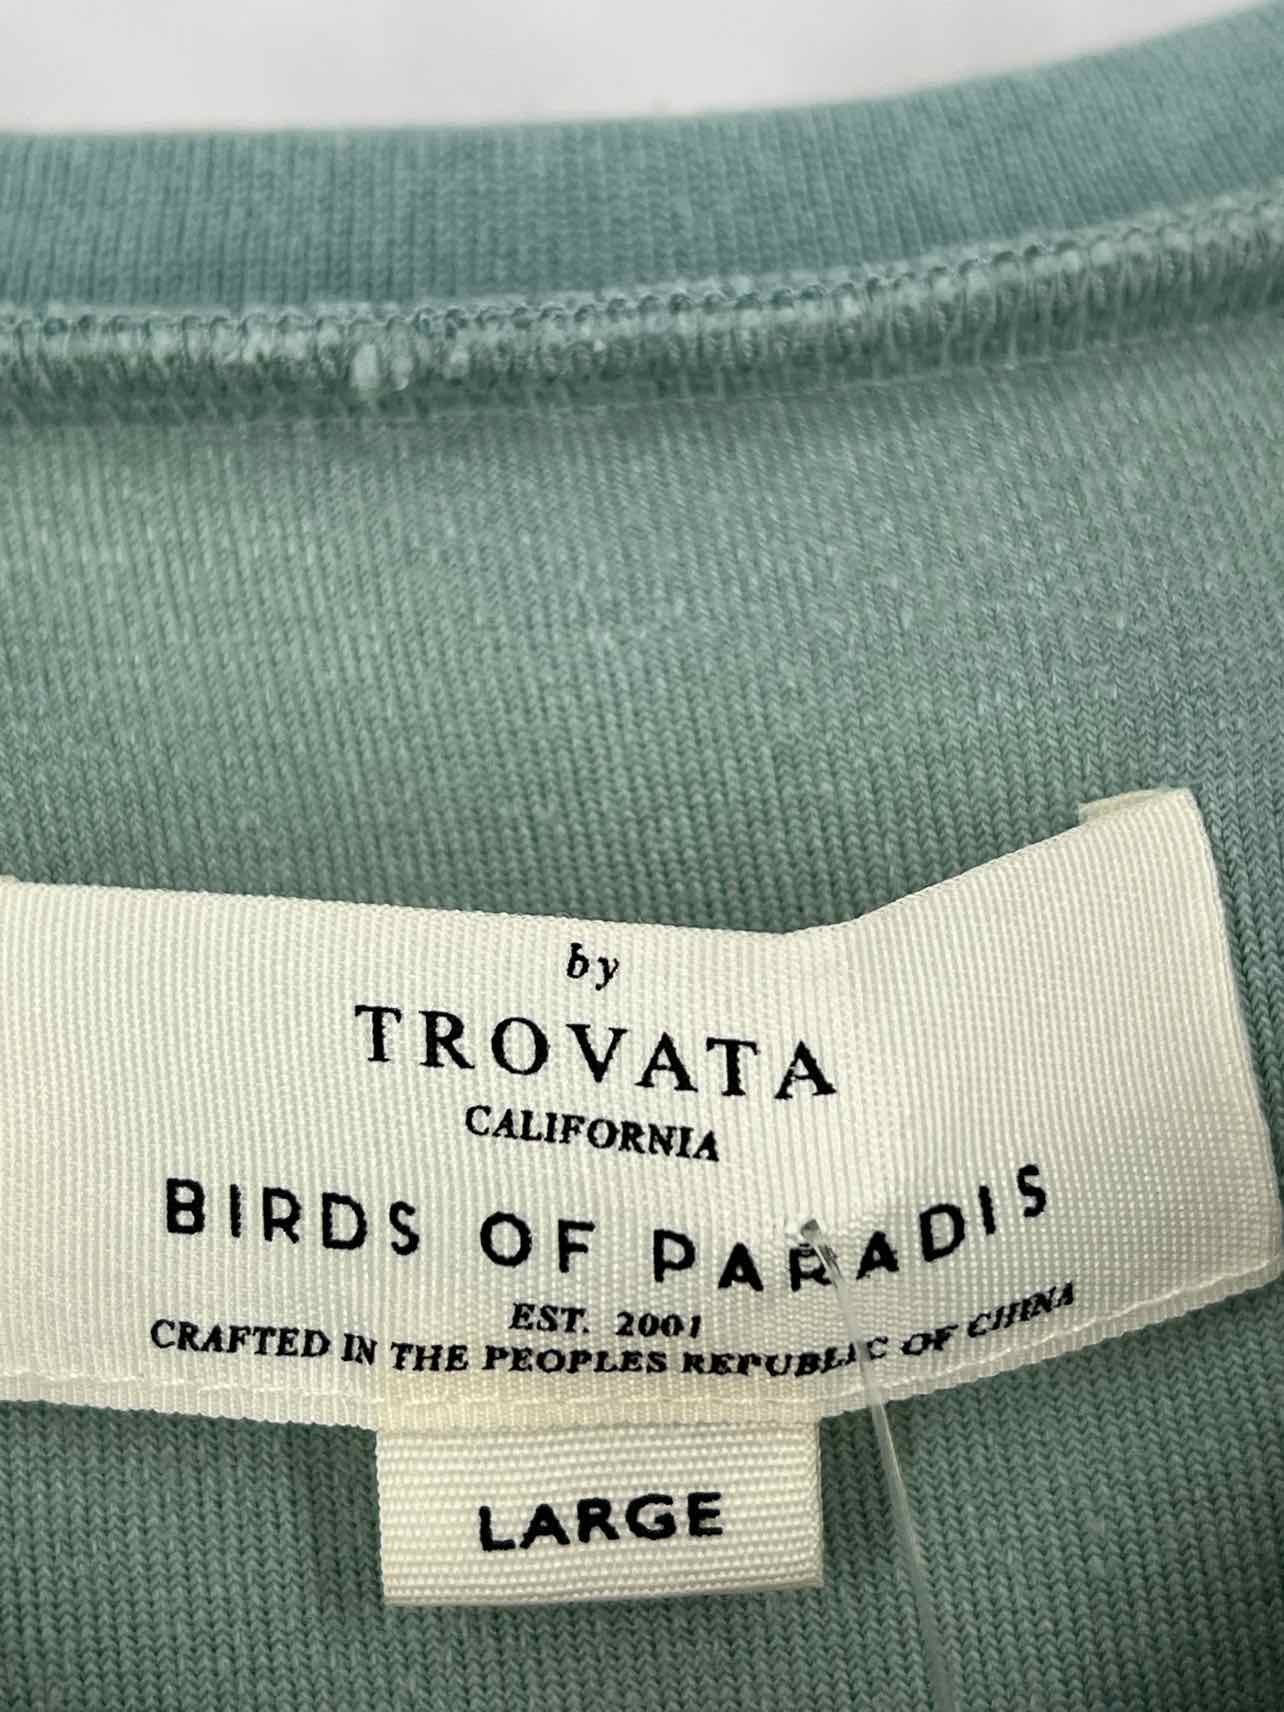 by
TROVATA
CALIFORNIA
BIRDS OF PARADIS
EST. 2001
CRAFTED IN THE PEOPLES REPUBLIC OF CHINA
LARGE